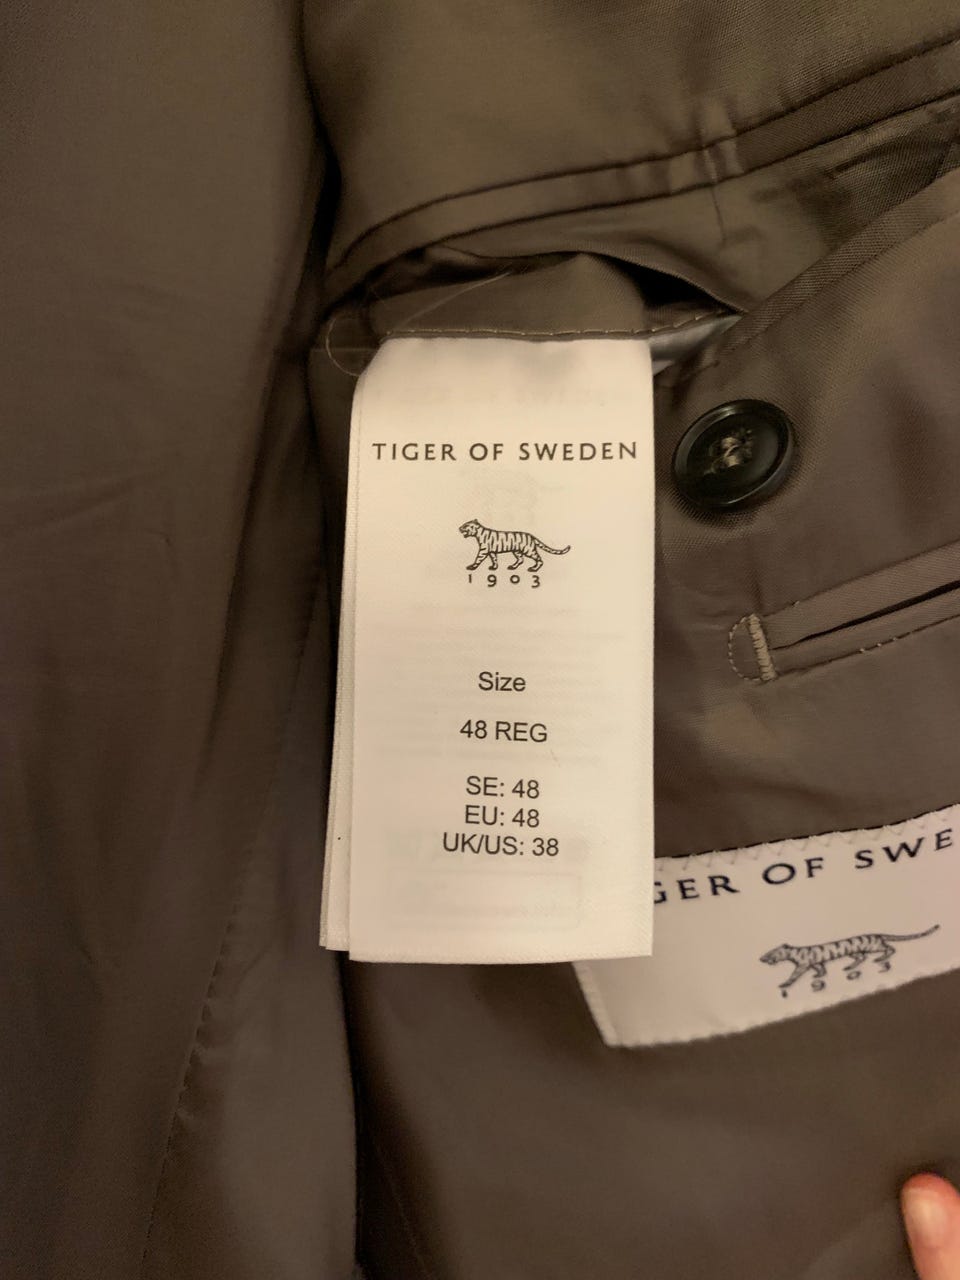 TIGER OF SWEDEN
1903
Size
48 REG
SE: 48
EU: 48
UK/US: 38
GER OF SWE
1903